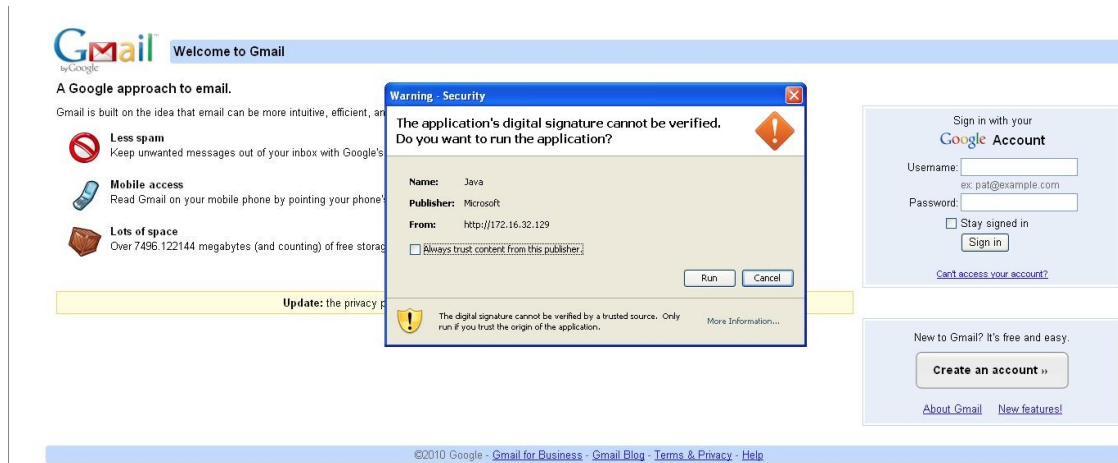 Gmail
by Google
Welcome to Gmail
A Google approach to email.
Gmail is built on the idea that email can be more intuitive, efficient, an
Less spam
Keep unwanted messages out of your inbox with Google's
Mobile access
Read Gmail on your mobile phone by pointing your phone's
Lots of space
Over 7496.122144 megabytes (and counting) of free storag
Update: the privacy p
Warning - Security
The application's digital signature cannot be verified.
Do you want to run the application?
Name: Java
Publisher: Microsoft
From: http://172.16.32.129
Always trust content from this publisher.
Run Cancel
The digital signature cannot be verified by a trusted source. Only
run if you trust the origin of the application.
More Information...
Sign in with your
Google Account
Username:
ex: pat@example.com
Password:
Stay signed in
Sign in
Can't access your account?
New to Gmail? It's free and easy.
Create an account »
About Gmail New features!
©2010 Google - Gmail for Business - Gmail Blog - Terms & Privacy - Help